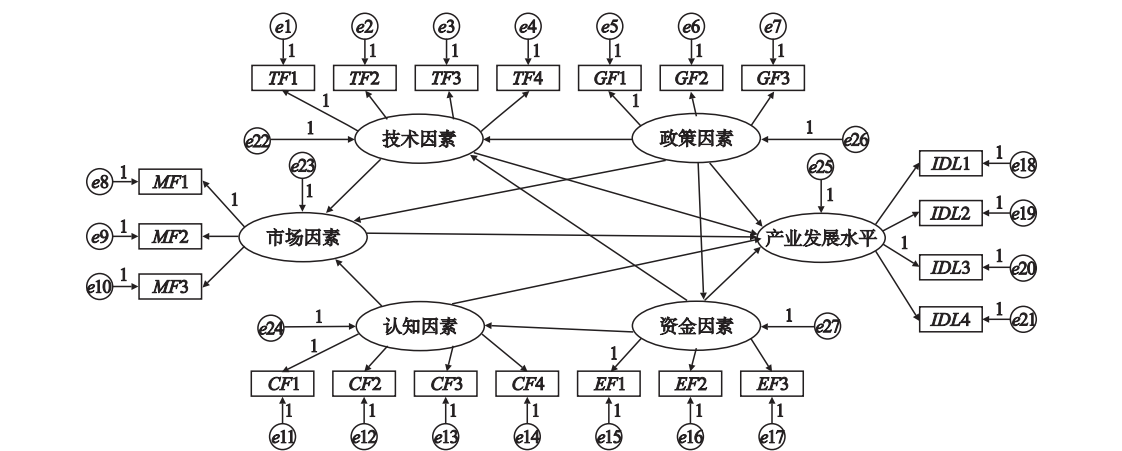 e1 e2 e3 e4 e5 e6 e7
1 1 1 1 1 1 1
TF1 TF2 TF3 TF4 GF1 GF2 GF3
1 1
e22 1 技术因素 政策因素 1 e26
e8 1 MF1 e23 e25 IDL1 1 e18
1 1 1
e9 1 MF2 市场因素 产业发展水平 IDL2 1 e19
1
e10 1 MF3 IDL3 1 e20
e24 1 认知因素 资金因素 1 e27 IDL4 1 e21
1 1
CF1 CF2 CF3 CF4 EF1 EF2 EF3
1 1 1 1 1 1 1
e11 e12 e13 e14 e15 e16 e17